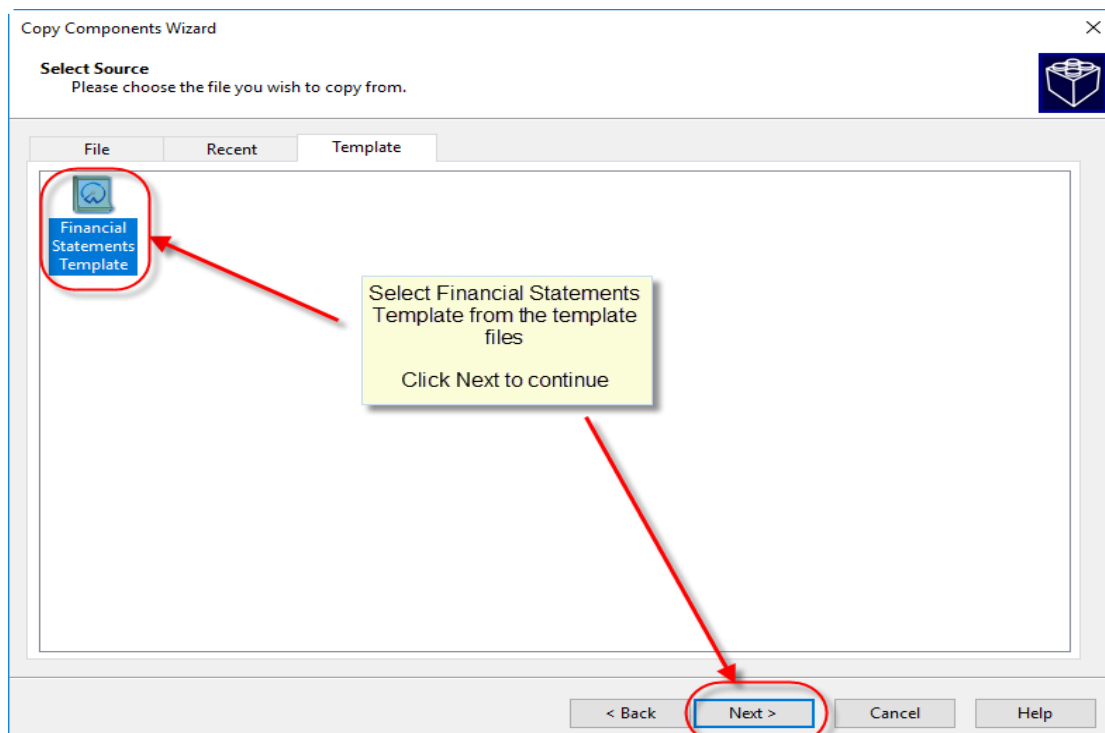 Copy Components Wizard
Select Source
Please choose the file you wish to copy from.
File
Recent
Template
Financial
Statements
Template
Select Financial Statements
Template from the template
files
Click Next to continue
< Back
Next >
Cancel
Help